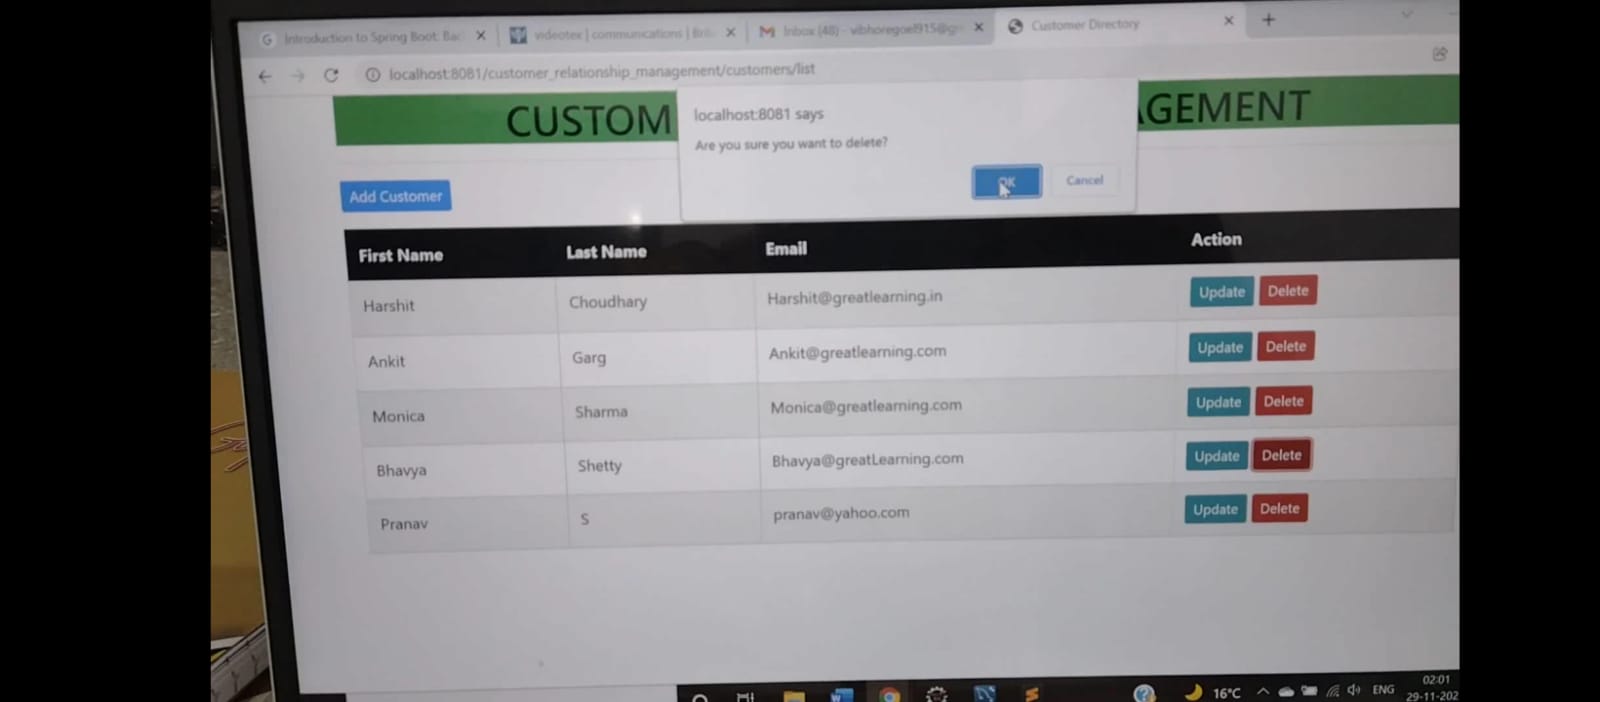 Introduction to Spring Boot: Bac
videotex | communications | Brit
Inbox (48) - vibhoregoel915@g
Customer Directory
localhost:8081/customer_relationship_management/customers/list
CUSTOM
AGEMENT
localhost:8081 says
Are you sure you want to delete?
OK
Cancel
Add Customer
First Name Last Name Email Action
Harshit Choudhary Harshit@greatlearning.in Update Delete
Ankit Garg Ankit@greatlearning.com Update Delete
Monica Sharma Monica@greatlearning.com Update Delete
Bhavya Shetty Bhavya@greatLearning.com Update Delete
Pranav S pranav@yahoo.com Update Delete
16°C ENG 02:01
29-11-202